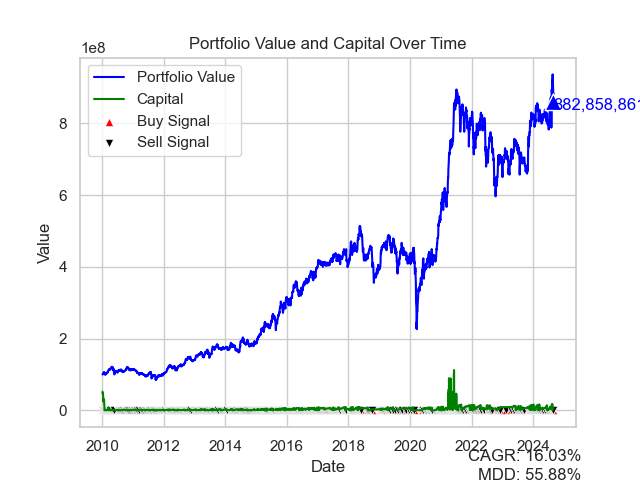 Portfolio Value and Capital Over Time
1e8
Portfolio Value
Capital
Buy Signal
Sell Signal
882,858,861
8
6
4
2
0
Value
2010 2012 2014 2016 2018 2020 2022 2024
Date
CAGR: 16.03%
MDD: 55.88%